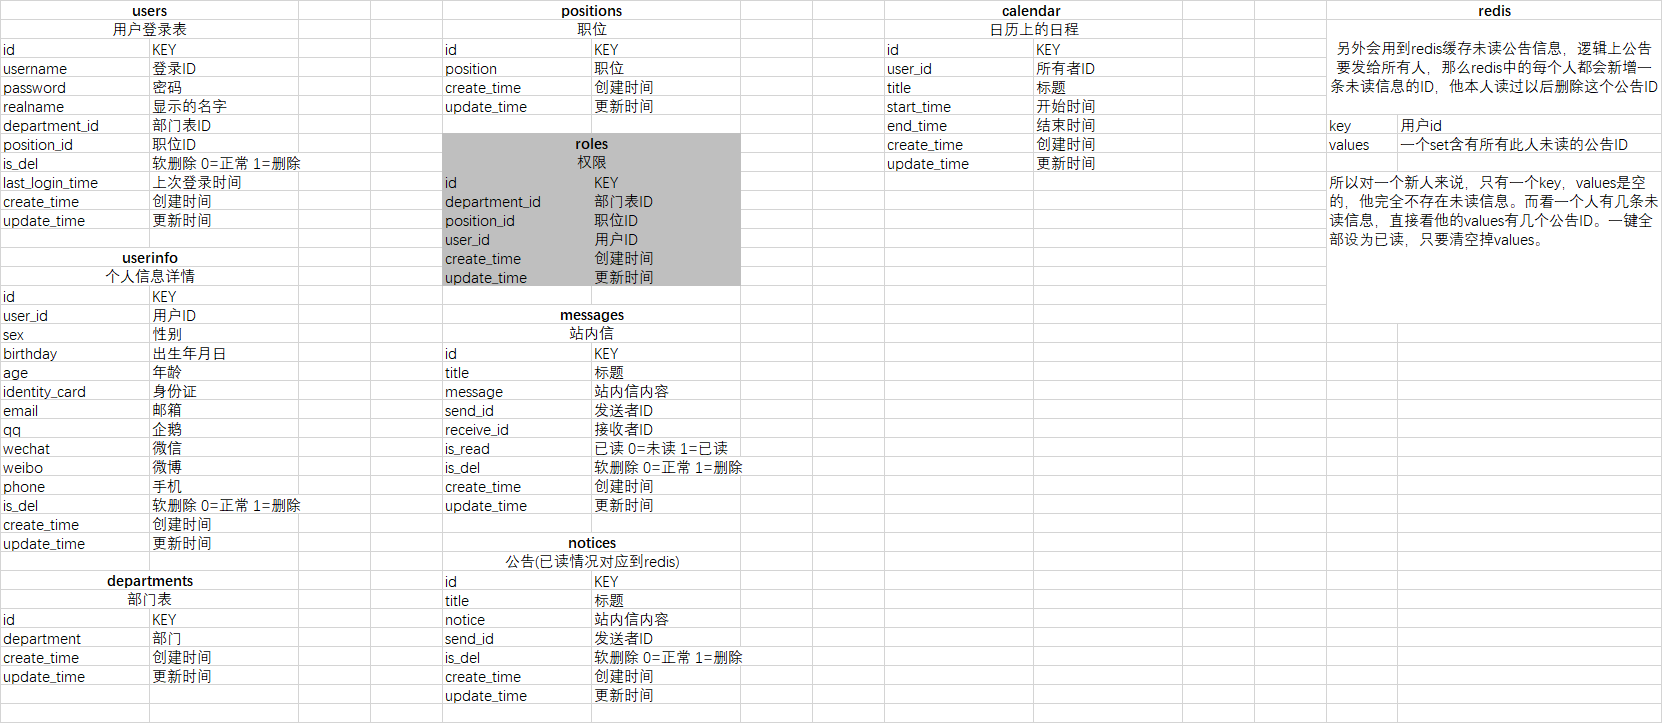 users
用户登录表
id KEY
username 登录ID
password 密码
realname 显示的名字
department_id 部门表ID
position_id 职位ID
is_del 软删除 0=正常 1=删除
last_login_time 上次登录时间
create_time 创建时间
update_time 更新时间
userinfo
个人信息详情
id KEY
user_id 用户ID
sex 性别
birthday 出生年月日
age 年龄
identity_card 身份证
email 邮箱
qq 企鹅
wechat 微信
weibo 微博
phone 手机
is_del 软删除 0=正常 1=删除
create_time 创建时间
update_time 更新时间
departments
部门表
id KEY
department 部门
create_time 创建时间
update_time 更新时间
positions
职位
id KEY
position 职位
create_time 创建时间
update_time 更新时间
roles
权限
id KEY
department_id 部门表ID
position_id 职位ID
user_id 用户ID
create_time 创建时间
update_time 更新时间
messages
站内信
id KEY
title 标题
message 站内信内容
send_id 发送者ID
receive_id 接收者ID
is_read 已读 0=未读 1=已读
is_del 软删除 0=正常 1=删除
create_time 创建时间
update_time 更新时间
notices
公告(已读情况对应到redis)
id KEY
title 标题
notice 站内信内容
send_id 发送者ID
is_del 软删除 0=正常 1=删除
create_time 创建时间
update_time 更新时间
calendar
日历上的日程
id KEY
user_id 所有者ID
title 标题
start_time 开始时间
end_time 结束时间
create_time 创建时间
update_time 更新时间
redis
另外会用到redis缓存未读公告信息，逻辑上公告
要发给所有人，那么redis中的每个人都会新增一
条未读信息的ID，他本人读过以后删除这个公告ID
key 用户id
values 一个set含有所有此人未读的公告ID
所以对一个新人来说，只有一个key，values是空
的，他完全不存在未读信息。而看一个人有几条未
读信息，直接看他的values有几个公告ID。一键全
部设为已读，只要清空掉values。